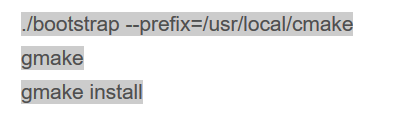 ./bootstrap --prefix=/usr/local/cmake
gmake
gmake install